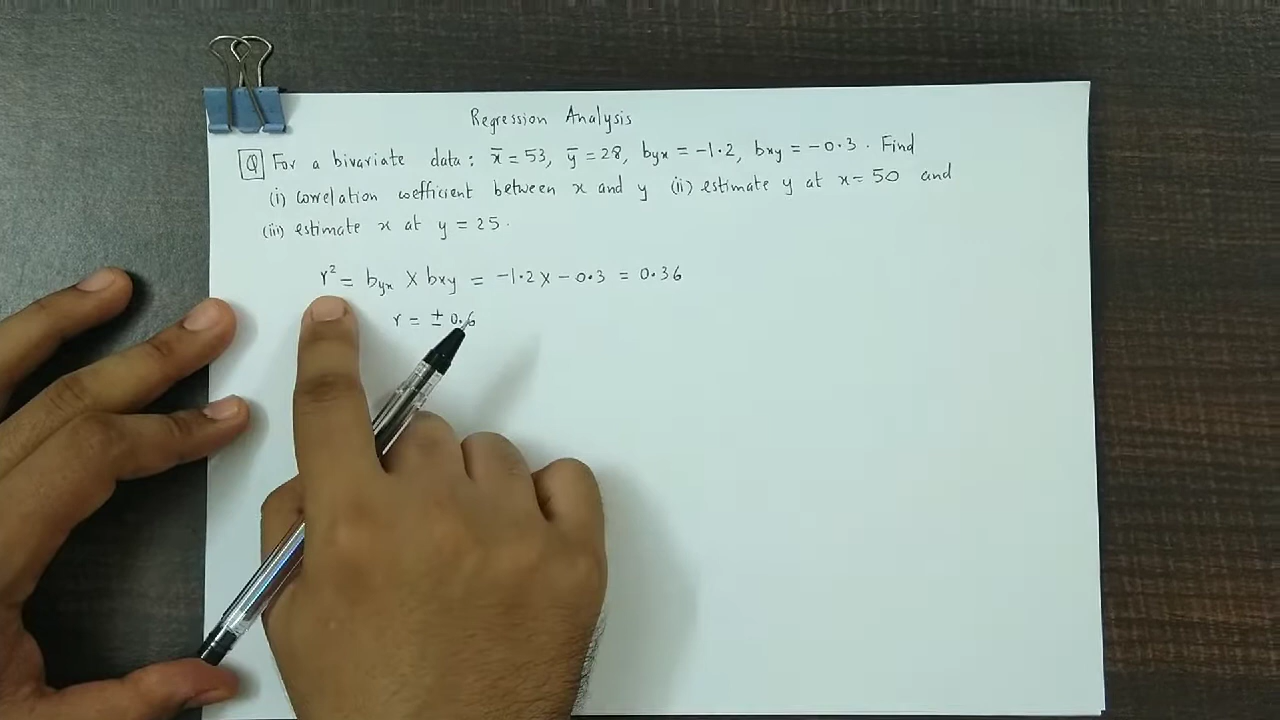 Regression Analysis
Q For a bivariate data: x̄ = 53, ȳ = 28, byx = -1.2, bxy = -0.3. Find
(i) correlation coefficient between x and y (ii) estimate y at x = 50 and
(iii) estimate x at y = 25.
r² = byx × bxy = -1.2 × -0.3 = 0.36
r = ± 0.6